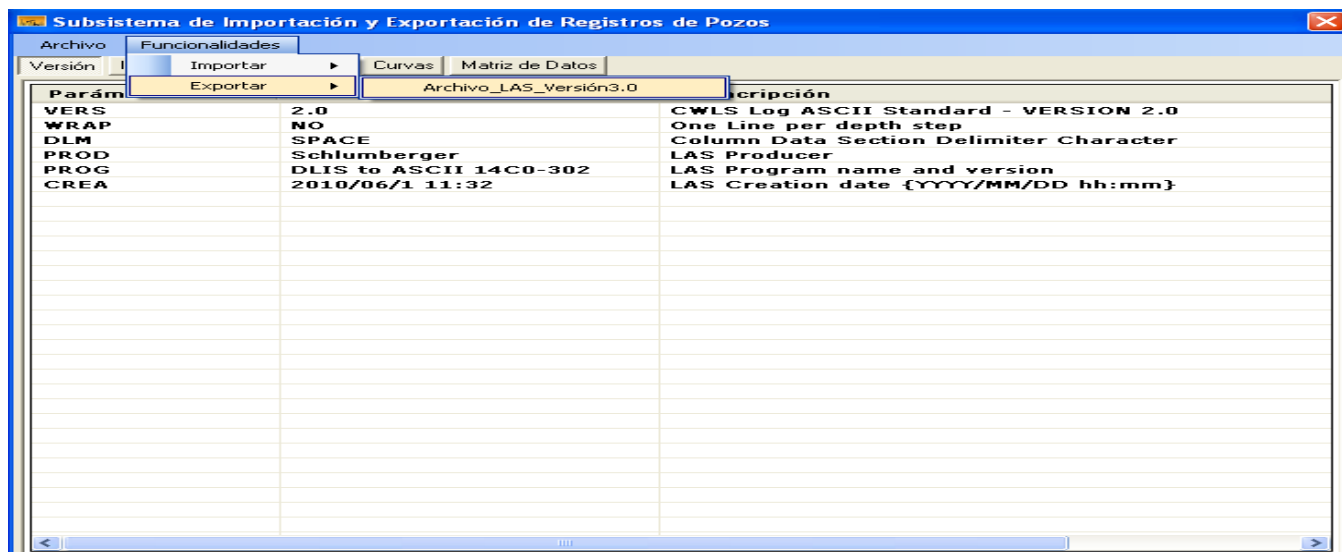 Subsistema de Importación y Exportación de Registros de Pozos
Archivo Funcionalidades
Versión Importar Curvas Matriz de Datos
Exportar Archivo_LAS_Versión3.0
Parám cripción
VERS 2.0 CWLS Log ASCII Standard - VERSION 2.0
WRAP NO One Line per depth step
DLM SPACE Column Data Section Delimiter Character
PROD Schlumberger LAS Producer
PROG DLIS to ASCII 14C0-302 LAS Program name and version
CREA 2010/06/1 11:32 LAS Creation date {YYYY/MM/DD hh:mm}